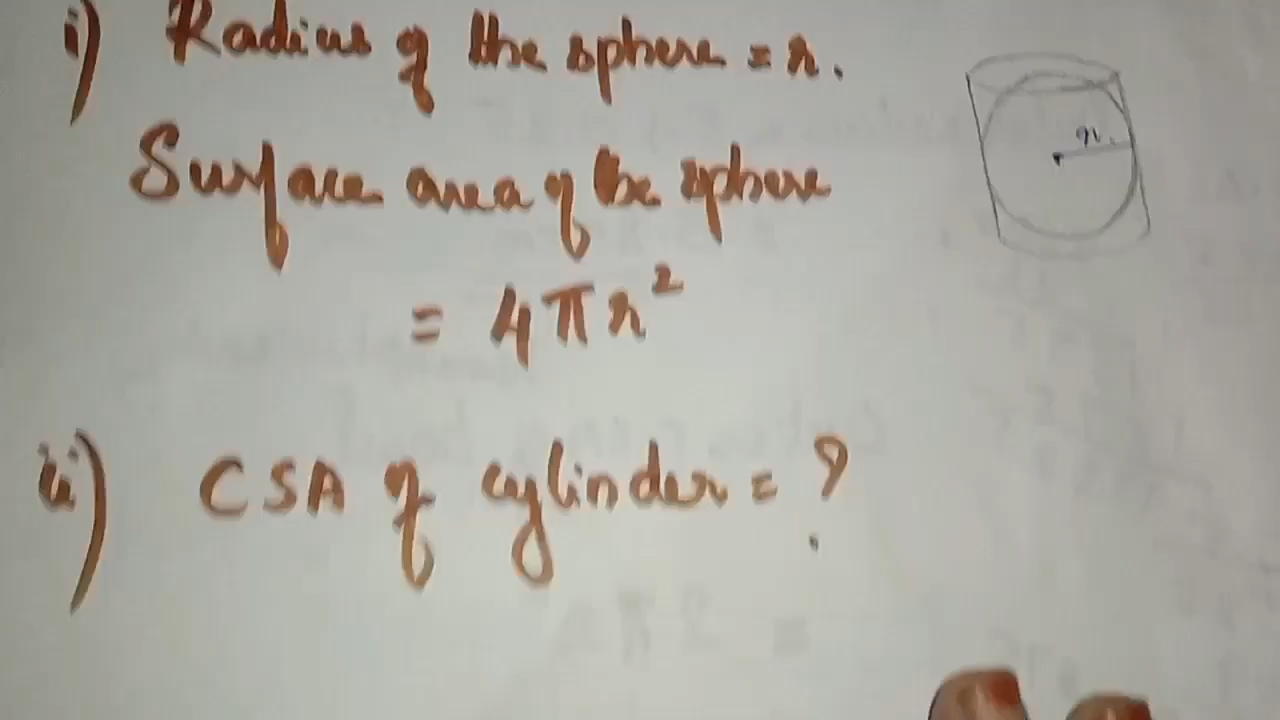 i) Radius of the sphere = r.
r.
Surface area of the sphere
= 4πr²
ii) CSA of cylinder = ?